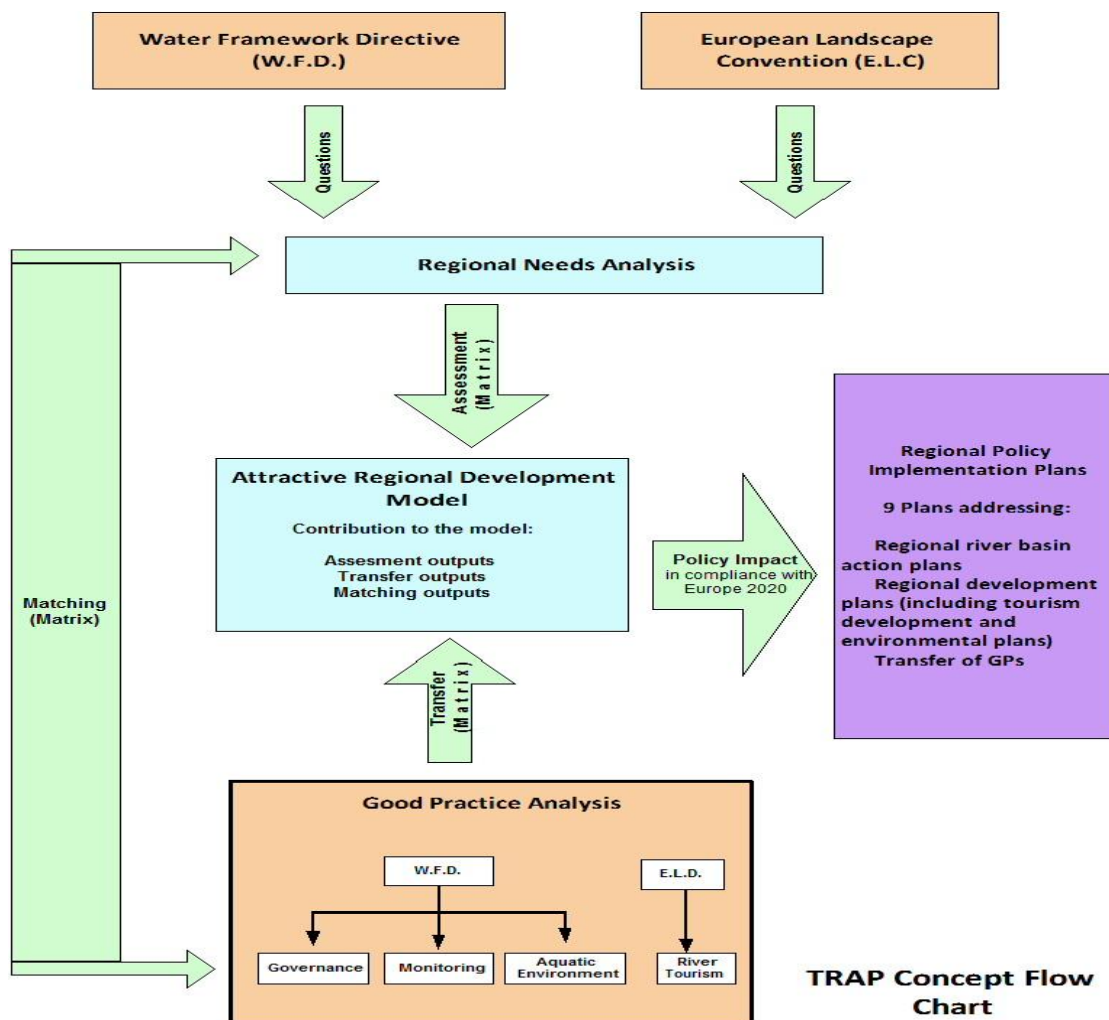 Water Framework Directive
(W.F.D.)
European Landscape
Convention (E.L.C)
Questions
Questions
Regional Needs Analysis
Assessment
(Matrix)
Attractive Regional Development
Model
Contribution to the model:
Assesment outputs
Transfer outputs
Matching outputs
Policy Impact
in compliance with
Europe 2020
Regional Policy
Implementation Plans
9 Plans addressing:
Regional river basin
action plans
Regional development
plans (including tourism
development and
environmental plans)
Transfer of GPs
Matching
(Matrix)
Transfer
(Matrix)
Good Practice Analysis
W.F.D.
E.L.D.
Governance
Monitoring
Aquatic
Environment
River
Tourism
TRAP Concept Flow
Chart